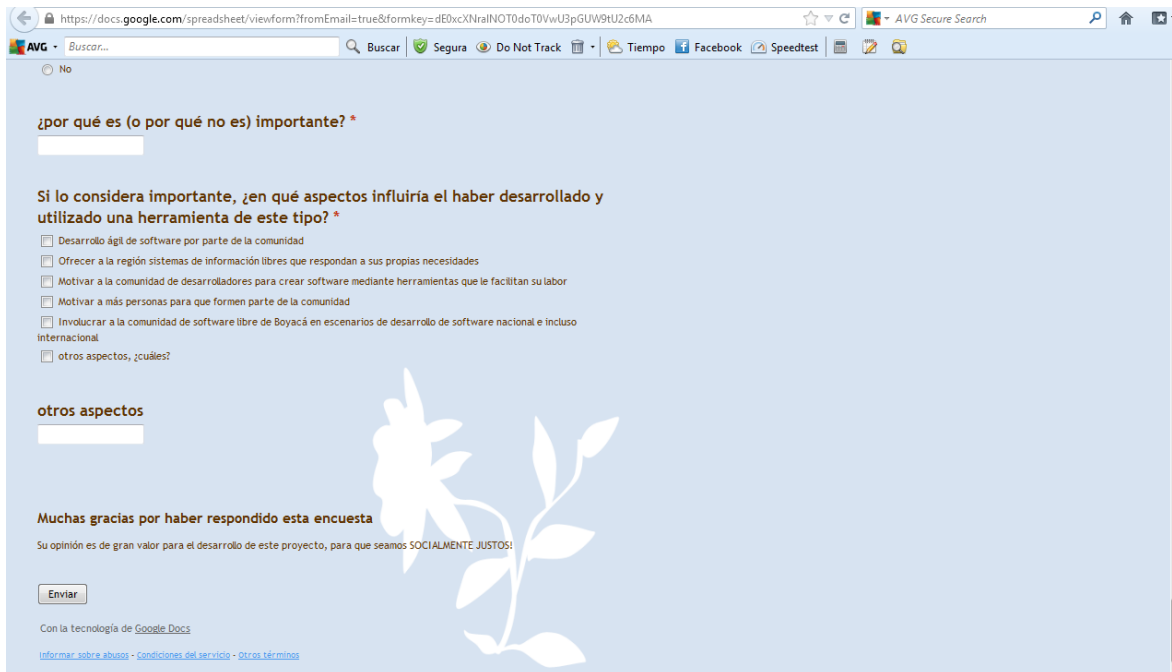 https://docs.google.com/spreadsheet/viewform?fromEmail=true&formkey=dE0xcXNraINOT0doT0VwU3pGUW9tU2c6MA AVG Secure Search
AVG Buscar... Buscar Segura Do Not Track Tiempo Facebook Speedtest
No
¿por qué es (o por qué no es) importante? *
Si lo considera importante, ¿en qué aspectos influiría el haber desarrollado y
utilizado una herramienta de este tipo? *
Desarrollo ágil de software por parte de la comunidad
Ofrecer a la región sistemas de información libres que respondan a sus propias necesidades
Motivar a la comunidad de desarrolladores para crear software mediante herramientas que le facilitan su labor
Motivar a más personas para que formen parte de la comunidad
Involucrar a la comunidad de software libre de Boyacá en escenarios de desarrollo de software nacional e incluso
internacional
otros aspectos, ¿cuáles?
otros aspectos
Muchas gracias por haber respondido esta encuesta
Su opinión es de gran valor para el desarrollo de este proyecto, para que seamos SOCIALMENTE JUSTOS!
Enviar
Con la tecnología de Google Docs
Informar sobre abusos - Condiciones del servicio - Otros términos